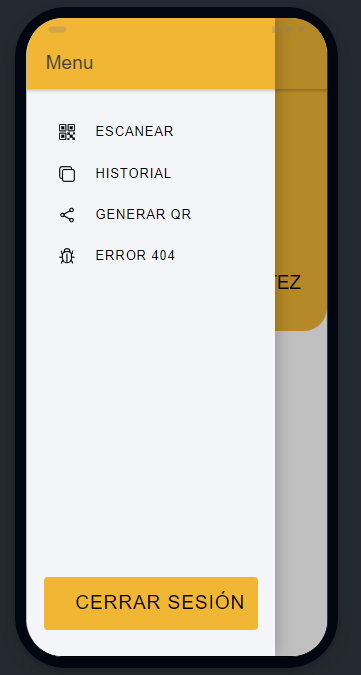 Menu
ESCANEAR
HISTORIAL
GENERAR QR
ERROR 404
CERRAR SESIÓN